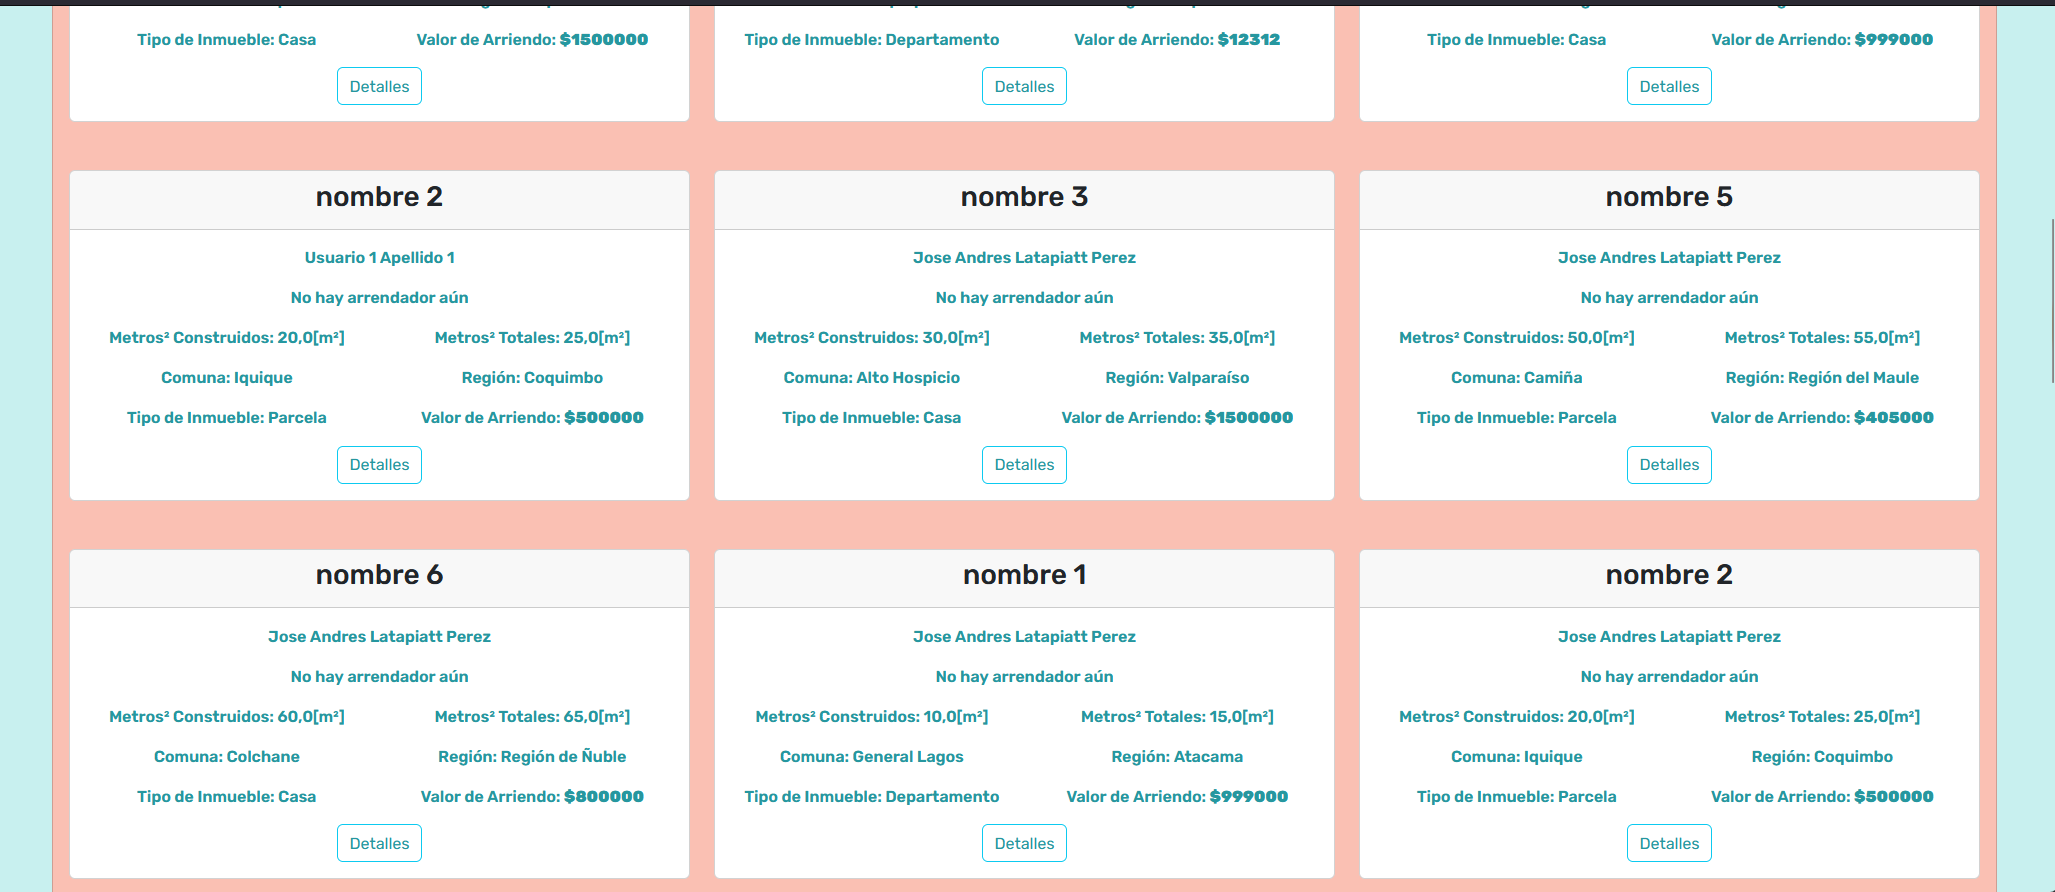 Tipo de Inmueble: Casa Valor de Arriendo: $1500000
Detalles
Tipo de Inmueble: Departamento Valor de Arriendo: $12312
Detalles
Tipo de Inmueble: Casa Valor de Arriendo: $999000
Detalles
nombre 2
Usuario 1 Apellido 1
No hay arrendador aún
Metros² Construidos: 20,0[m²] Metros² Totales: 25,0[m²]
Comuna: Iquique Región: Coquimbo
Tipo de Inmueble: Parcela Valor de Arriendo: $500000
Detalles
nombre 3
Jose Andres Latapiatt Perez
No hay arrendador aún
Metros² Construidos: 30,0[m²] Metros² Totales: 35,0[m²]
Comuna: Alto Hospicio Región: Valparaíso
Tipo de Inmueble: Casa Valor de Arriendo: $1500000
Detalles
nombre 5
Jose Andres Latapiatt Perez
No hay arrendador aún
Metros² Construidos: 50,0[m²] Metros² Totales: 55,0[m²]
Comuna: Camiña Región: Región del Maule
Tipo de Inmueble: Parcela Valor de Arriendo: $405000
Detalles
nombre 6
Jose Andres Latapiatt Perez
No hay arrendador aún
Metros² Construidos: 60,0[m²] Metros² Totales: 65,0[m²]
Comuna: Colchane Región: Región de Ñuble
Tipo de Inmueble: Casa Valor de Arriendo: $800000
Detalles
nombre 1
Jose Andres Latapiatt Perez
No hay arrendador aún
Metros² Construidos: 10,0[m²] Metros² Totales: 15,0[m²]
Comuna: General Lagos Región: Atacama
Tipo de Inmueble: Departamento Valor de Arriendo: $999000
Detalles
nombre 2
Jose Andres Latapiatt Perez
No hay arrendador aún
Metros² Construidos: 20,0[m²] Metros² Totales: 25,0[m²]
Comuna: Iquique Región: Coquimbo
Tipo de Inmueble: Parcela Valor de Arriendo: $500000
Detalles